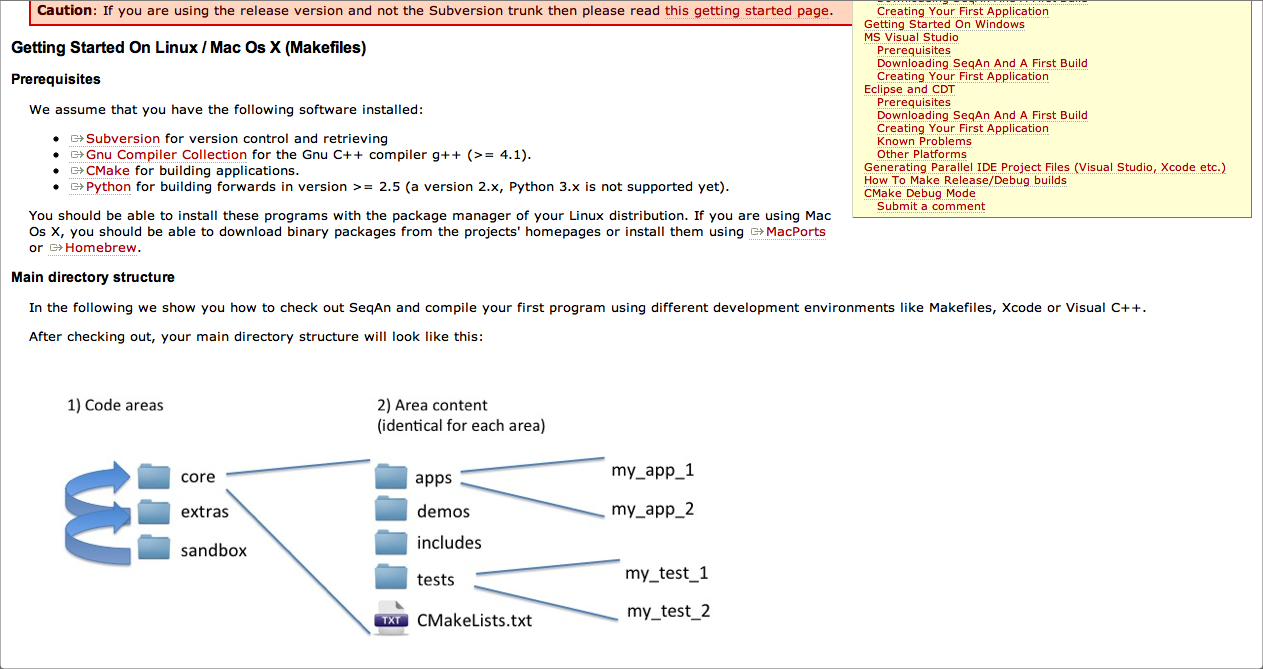 Caution: If you are using the release version and not the Subversion trunk then please read this getting started page.
Getting Started On Linux / Mac Os X (Makefiles)
Prerequisites
We assume that you have the following software installed:
• Subversion for version control and retrieving
• Gnu Compiler Collection for the Gnu C++ compiler g++ (>= 4.1).
• CMake for building applications.
• Python for building forwards in version >= 2.5 (a version 2.x, Python 3.x is not supported yet).
You should be able to install these programs with the package manager of your Linux distribution. If you are using Mac
Os X, you should be able to download binary packages from the projects' homepages or install them using MacPorts
or Homebrew.
Creating Your First Application
Getting Started On Windows
MS Visual Studio
Prerequisites
Downloading SeqAn And A First Build
Creating Your First Application
Eclipse and CDT
Prerequisites
Downloading SeqAn And A First Build
Creating Your First Application
Known Problems
Other Platforms
Generating Parallel IDE Project Files (Visual Studio, Xcode etc.)
How To Make Release/Debug builds
CMake Debug Mode
Submit a comment
Main directory structure
In the following we show you how to check out SeqAn and compile your first program using different development environments like Makefiles, Xcode or Visual C++.
After checking out, your main directory structure will look like this:
1) Code areas
core
extras
sandbox
2) Area content
(identical for each area)
apps
demos
includes
tests
TXT CMakeLists.txt
my_app_1
my_app_2
my_test_1
my_test_2